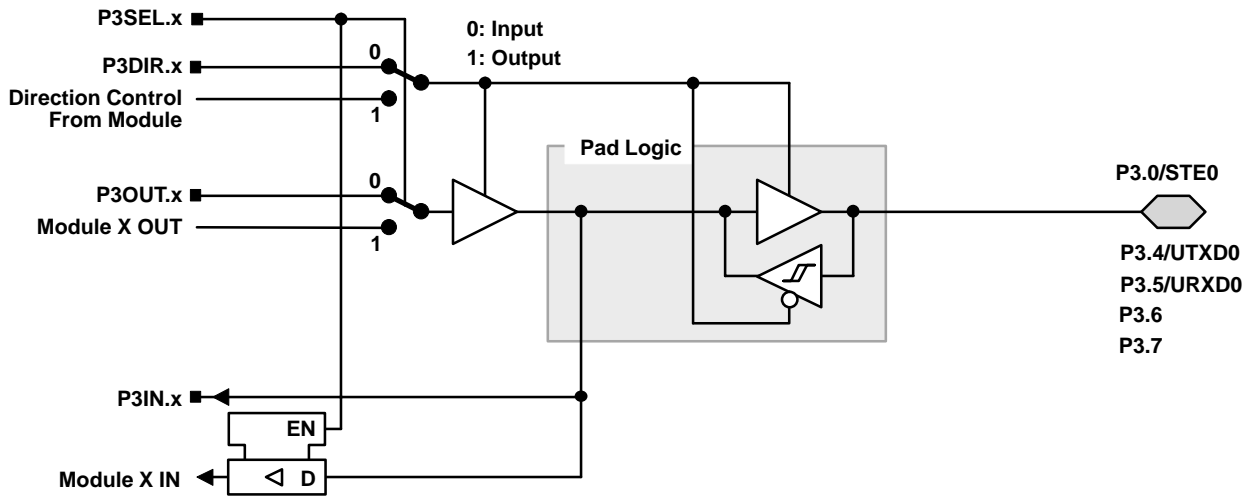 P3SEL.x
0: Input
1: Output
0
P3DIR.x
Direction Control
From Module
1
Pad Logic
P3.0/STE0
0
P3OUT.x
Module X OUT
1
P3.4/UTXD0
P3.5/URXD0
P3.6
P3.7
P3IN.x
EN
Module X IN
D